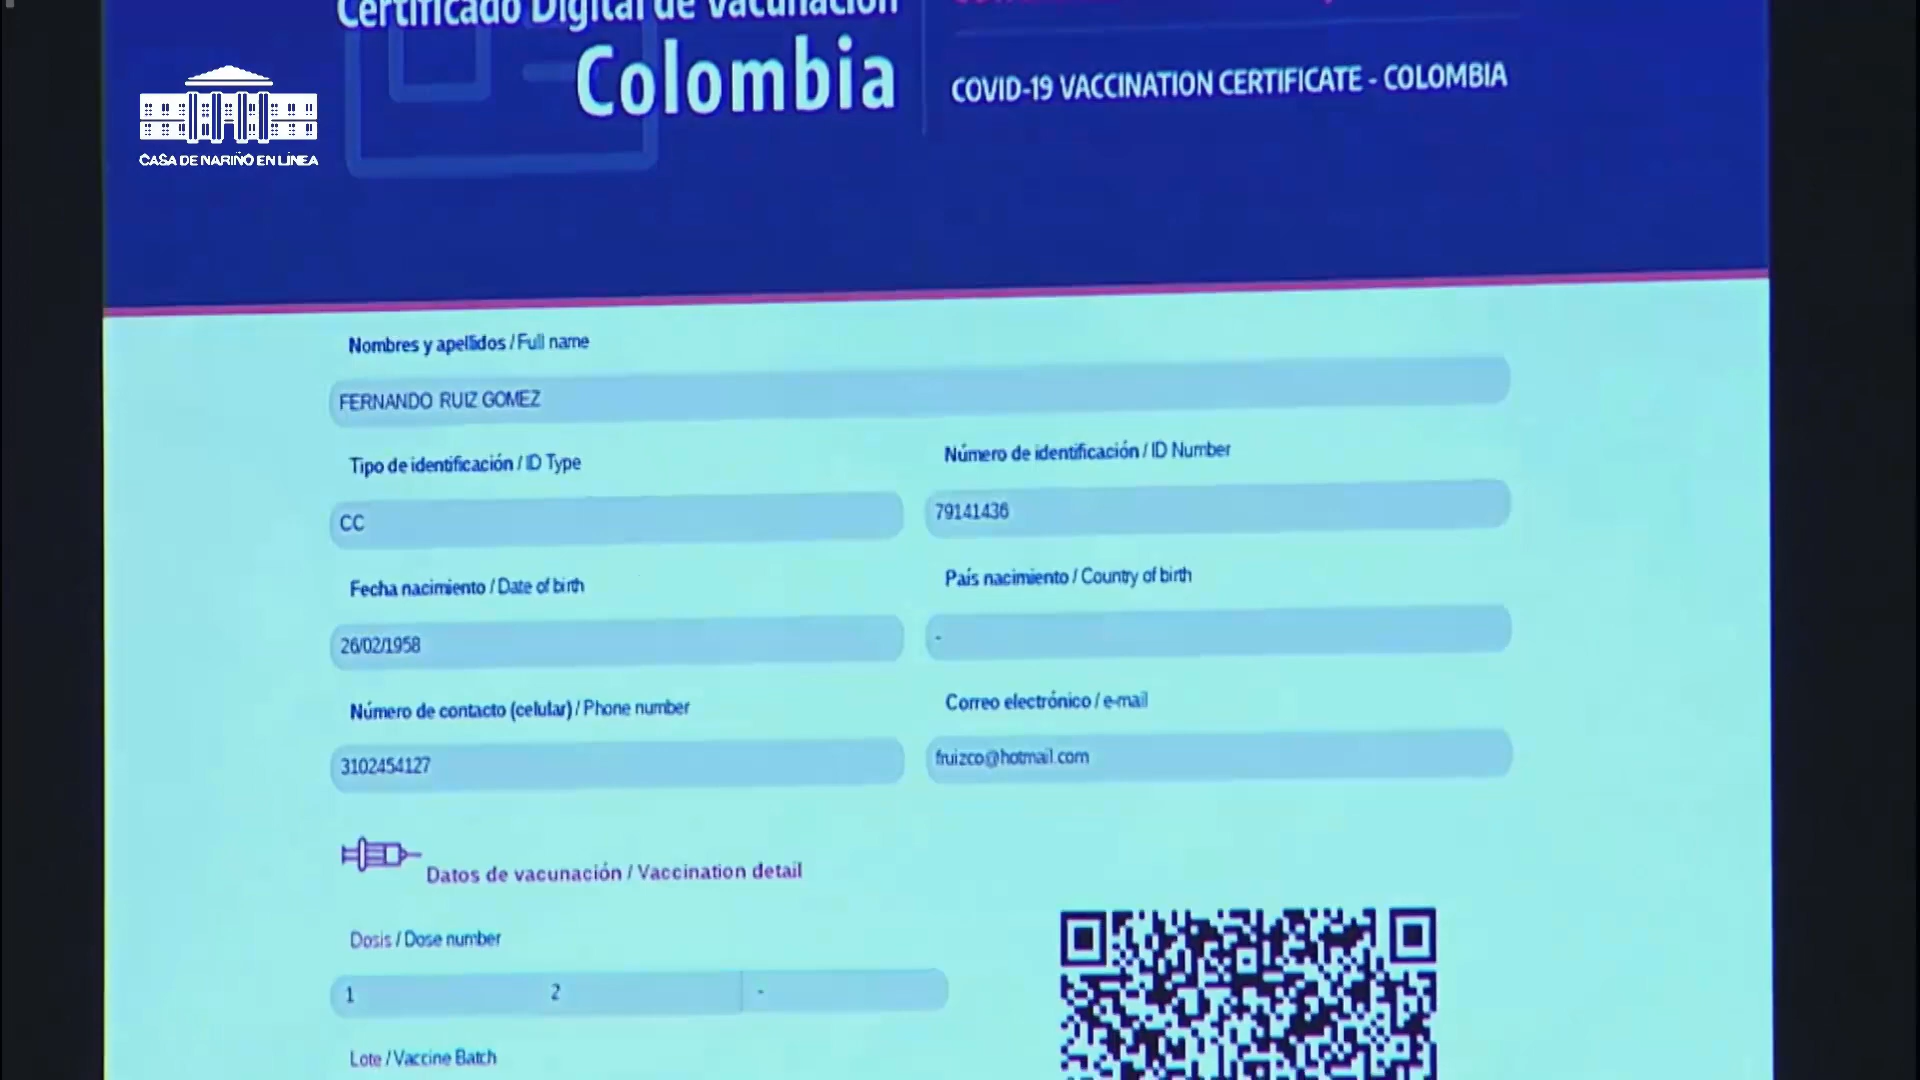 Certificado Digital de Vacunación
Colombia
COVID-19 VACCINATION CERTIFICATE - COLOMBIA
CASA DE NARIÑO EN LÍNEA
Nombres y apellidos / Full name
FERNANDO RUIZ GOMEZ
Tipo de identificación / ID Type
Número de identificación / ID Number
CC
79141436
Fecha nacimiento / Date of birth
País nacimiento / Country of birth
26/02/1958
-
Número de contacto (celular) / Phone number
Correo electrónico / e-mail
3102454127
fruizco@hotmail.com
Datos de vacunación / Vaccination detail
Dosis / Dose number
1 2 -
Lote / Vaccine Batch